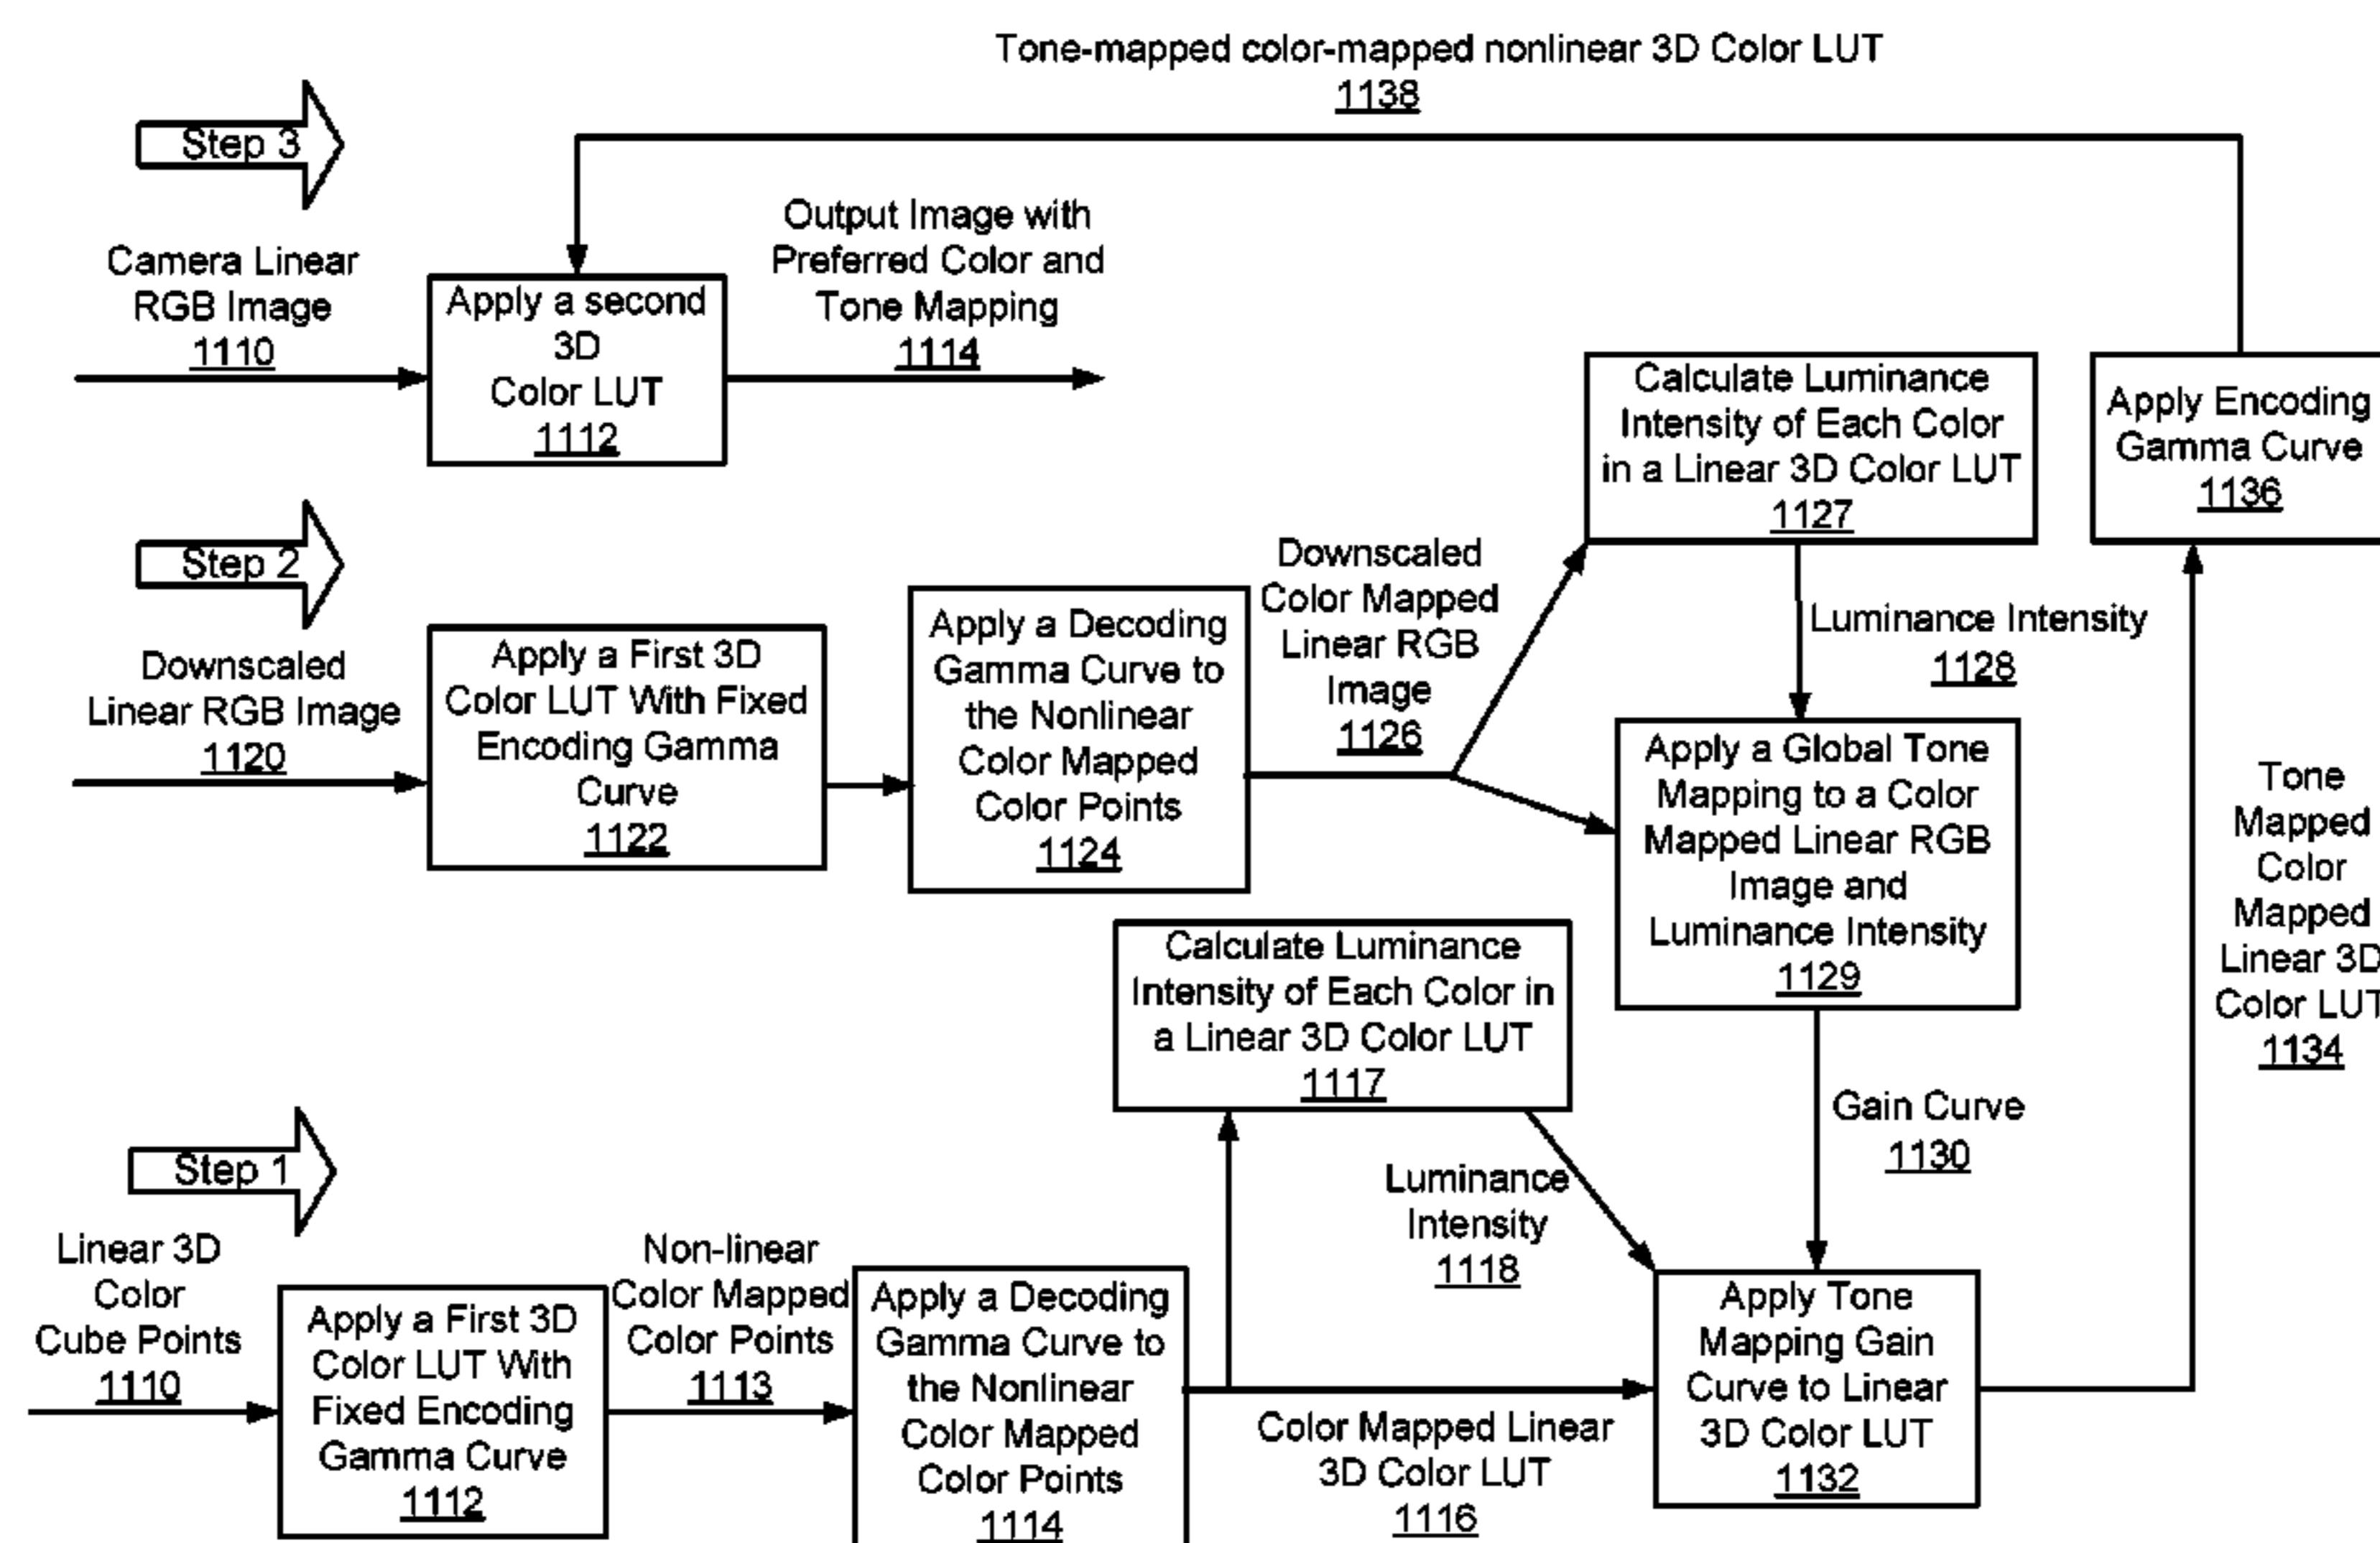 Tone-mapped color-mapped nonlinear 3D Color LUT
1138
Step 3
Camera Linear
RGB Image
1110
Apply a second
3D
Color LUT
1112
Output Image with
Preferred Color and
Tone Mapping
1114
Calculate Luminance
Intensity of Each Color
in a Linear 3D Color LUT
1127
Apply Encoding
Gamma Curve
1136
Step 2
Downscaled
Linear RGB Image
1120
Apply a First 3D
Color LUT With Fixed
Encoding Gamma
Curve
1122
Apply a Decoding
Gamma Curve to
the Nonlinear
Color Mapped
Color Points
1124
Downscaled
Color Mapped
Linear RGB
Image
1126
Luminance Intensity
1128
Apply a Global Tone
Mapping to a Color
Mapped Linear RGB
Image and
Luminance Intensity
1129
Tone
Mapped
Color
Mapped
Linear 3D
Color LUT
1134
Calculate Luminance
Intensity of Each Color in
a Linear 3D Color LUT
1117
Gain Curve
1130
Step 1
Linear 3D
Color
Cube Points
1110
Apply a First 3D
Color LUT With
Fixed Encoding
Gamma Curve
1112
Non-linear
Color Mapped
Color Points
1113
Apply a Decoding
Gamma Curve to
the Nonlinear
Color Mapped
Color Points
1114
Luminance
Intensity
1118
Color Mapped Linear
3D Color LUT
1116
Apply Tone
Mapping Gain
Curve to Linear
3D Color LUT
1132